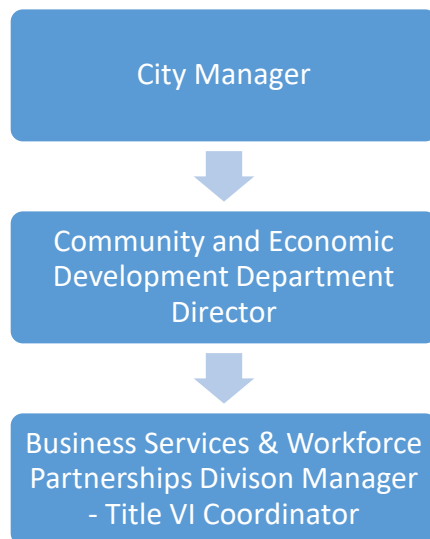 City Manager
Community and Economic
Development Department
Director
Business Services & Workforce
Partnerships Divison Manager
- Title VI Coordinator